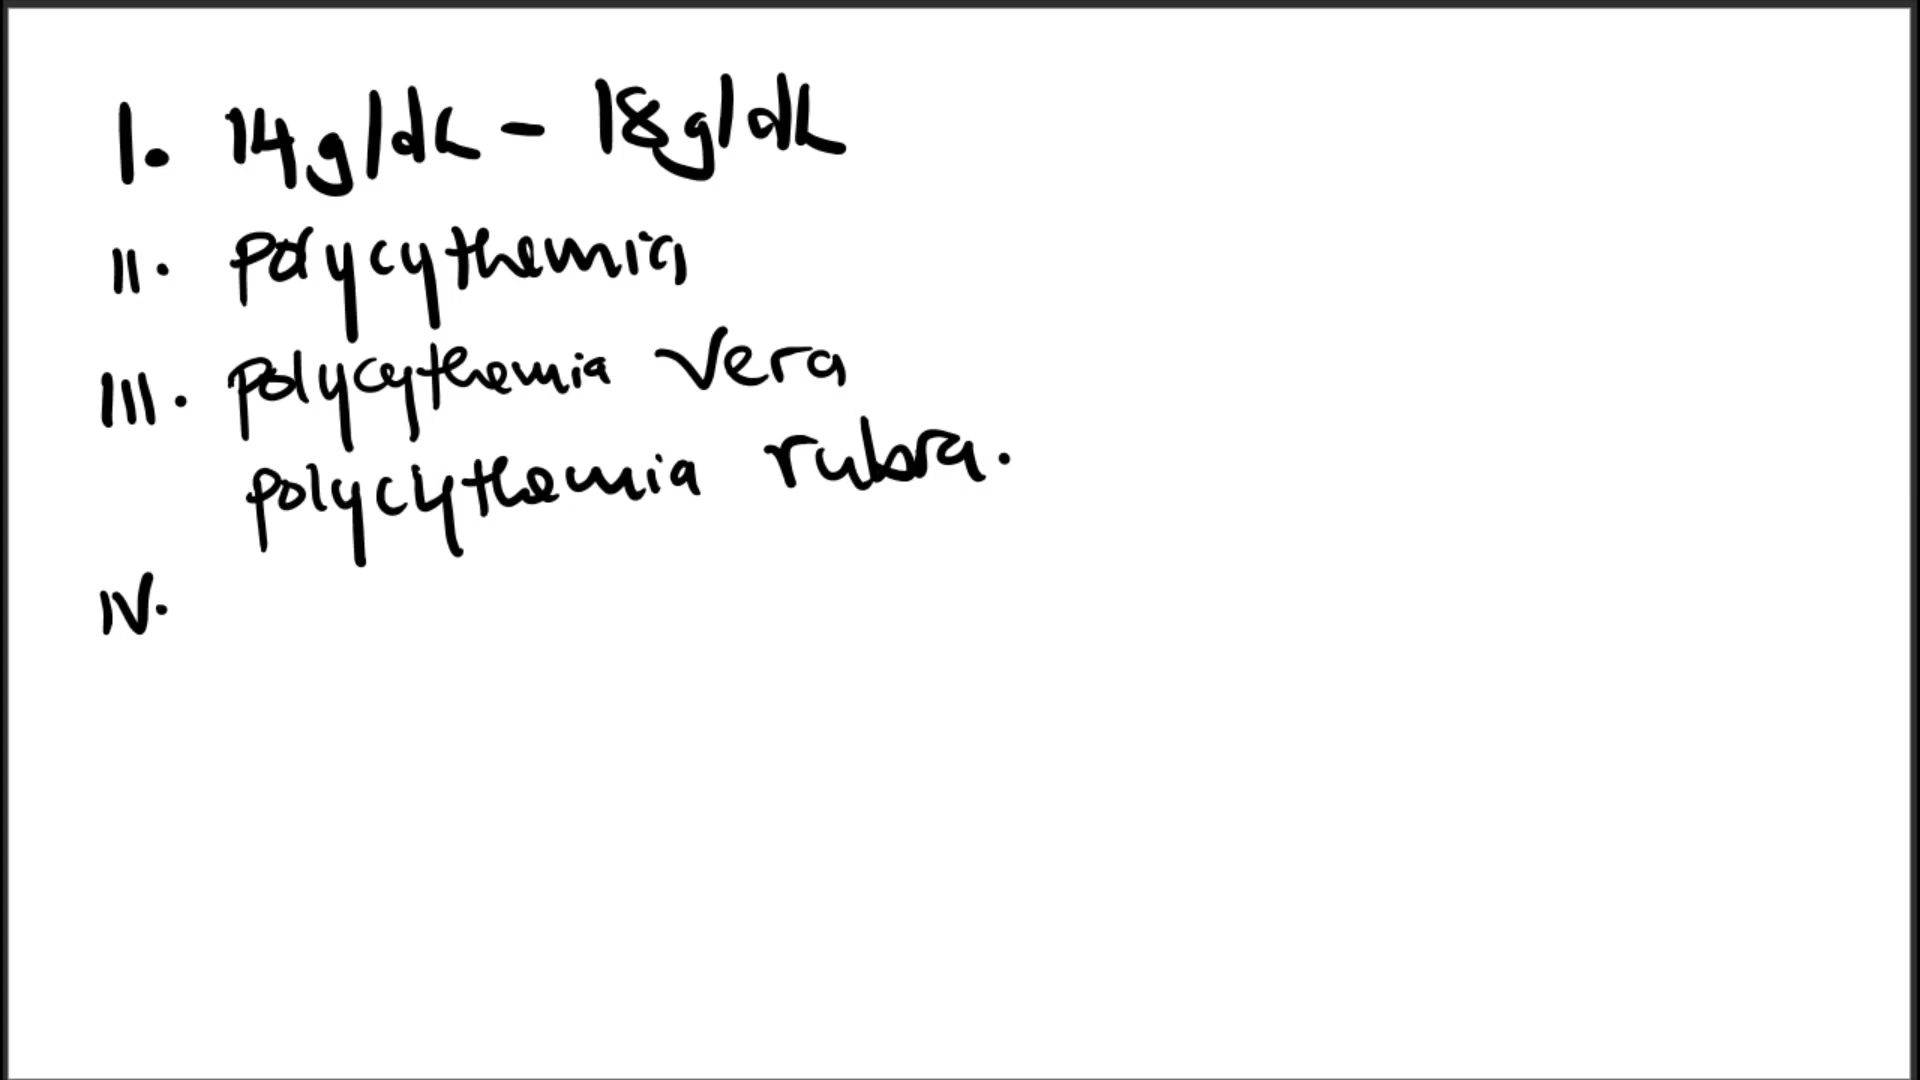 I. 14g/dL - 18g/dL
II. polycythemia
III. polycythemia vera
polycythemia rubra.
IV.